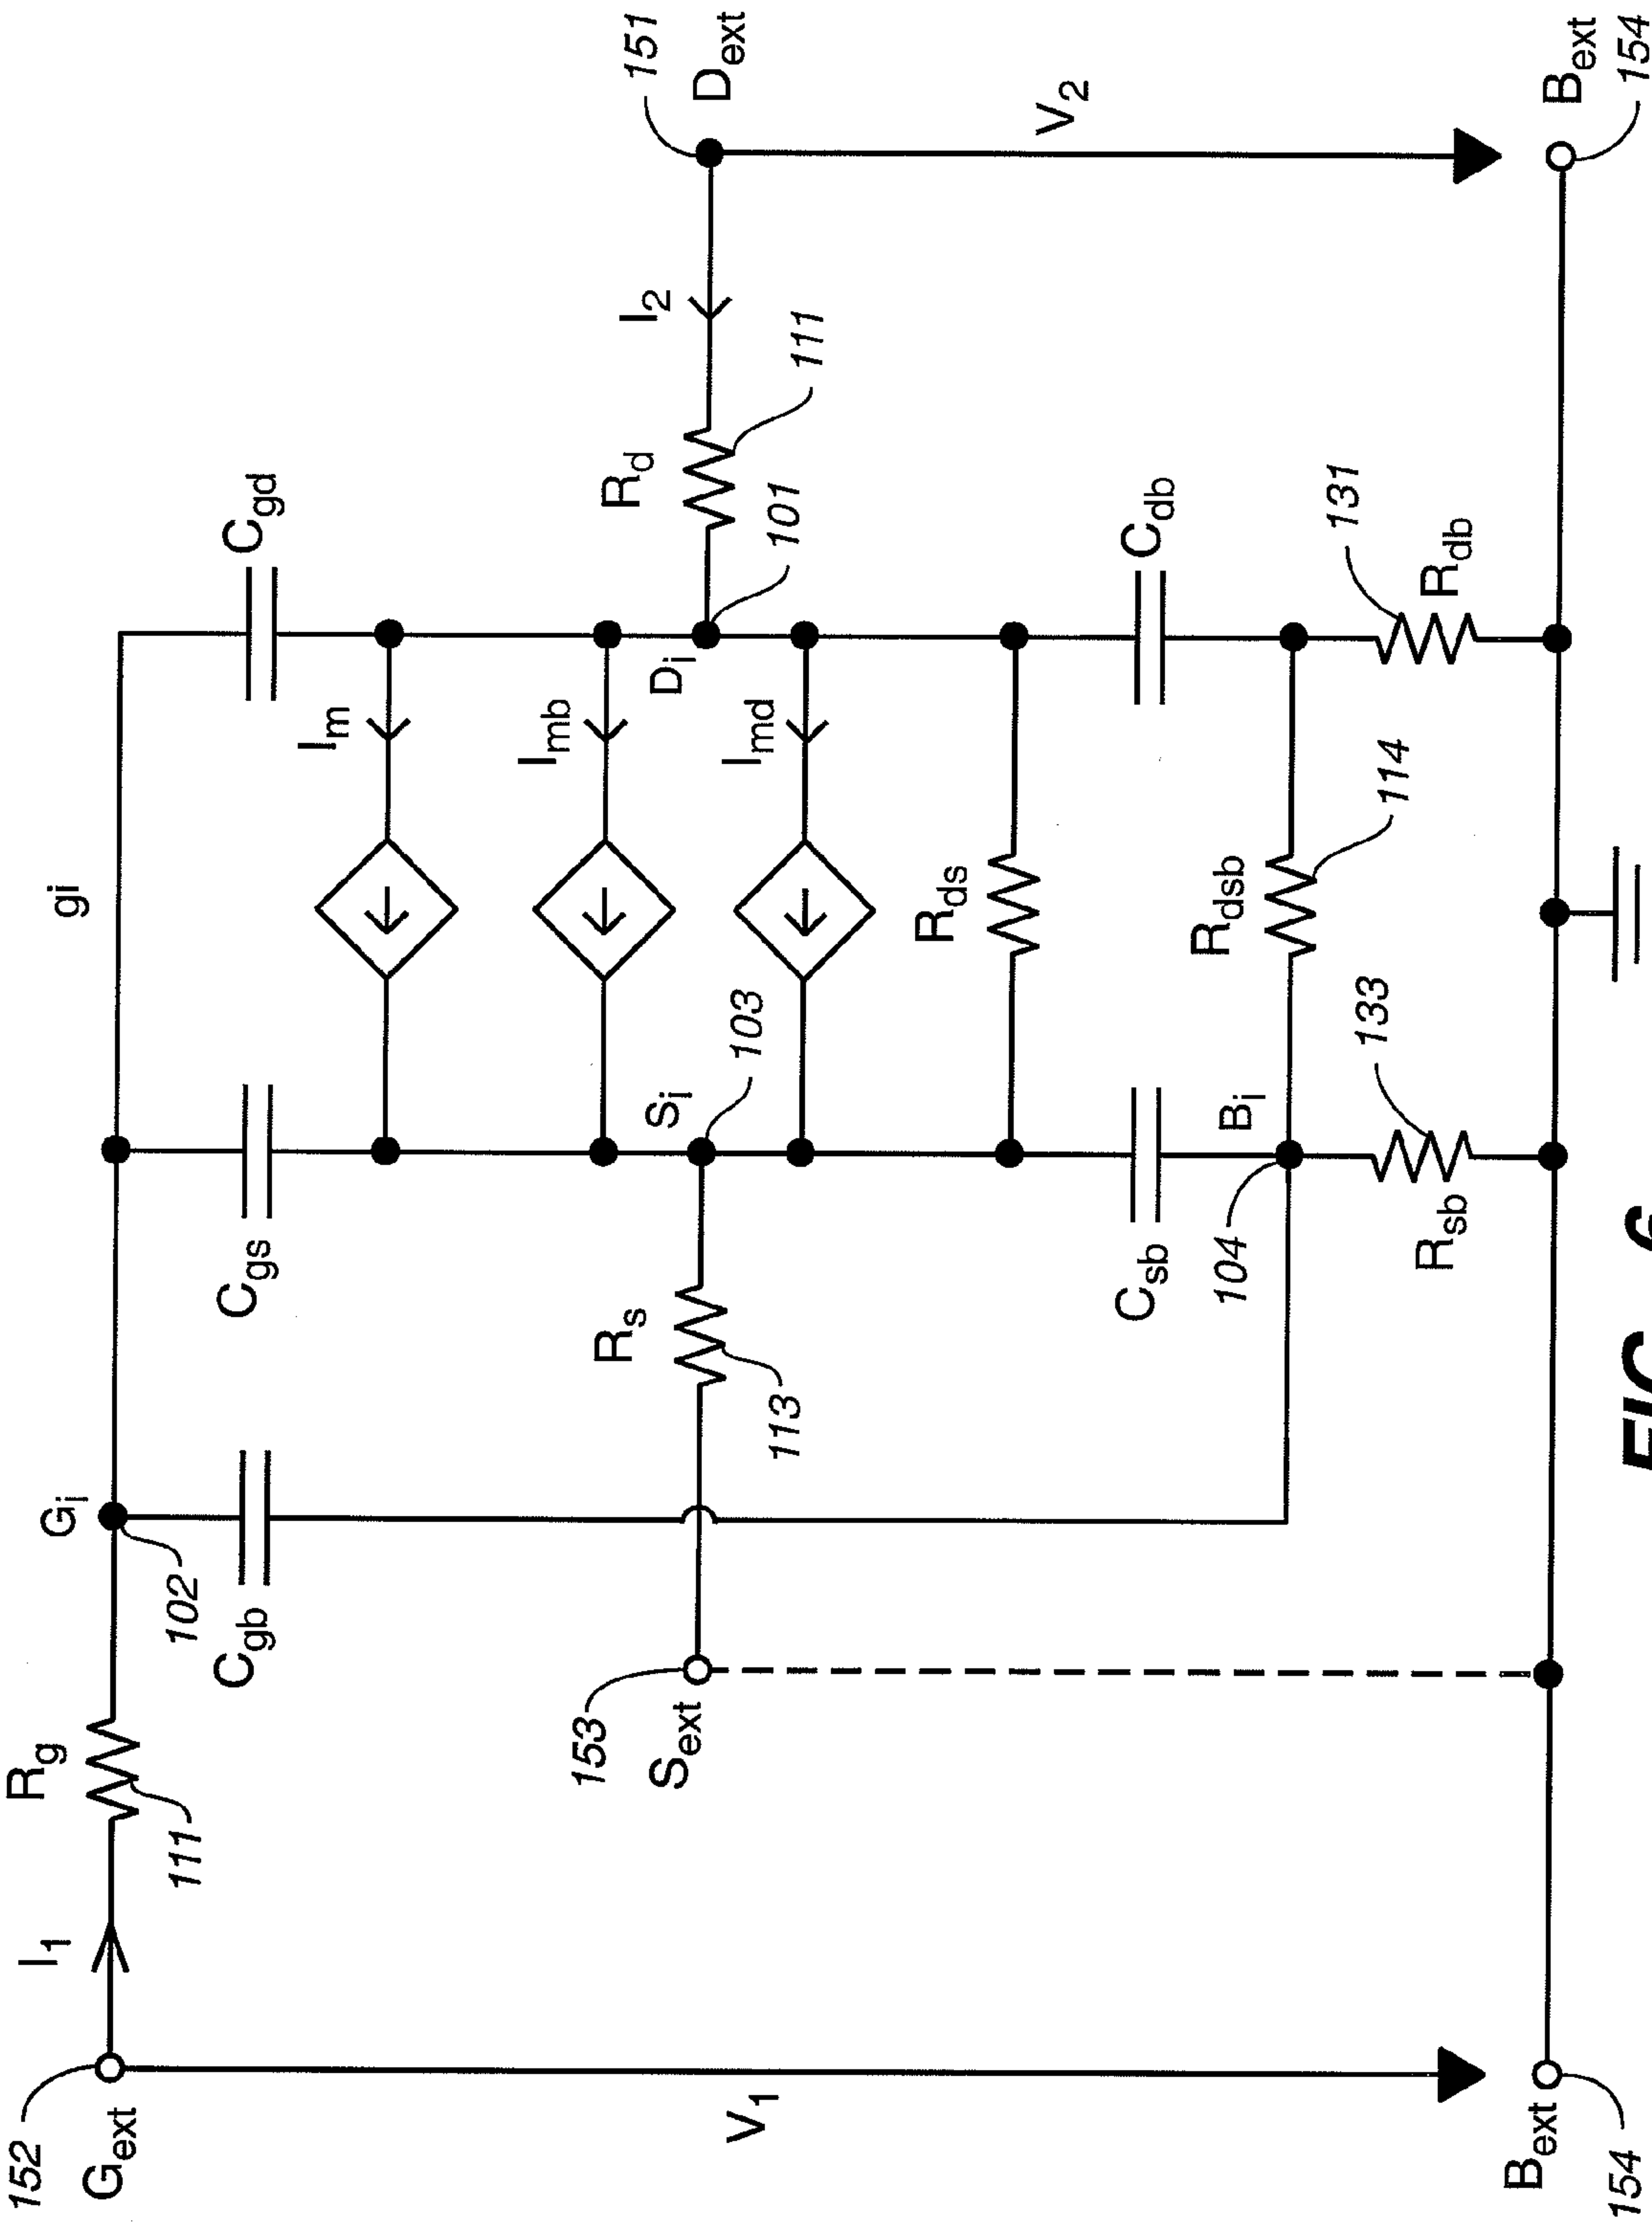 152
I1
Rg
Gi
gi
Gext
111
102
Cgb
Cgs
Cgd
Im
Imb
151
153
Sext
Rs
Si
Di
Rd
I2
Dext
V1
113
103
Imd
101
111
Rds
V2
Csb
Cdb
104
Bi
Rdsb
114
131
133
Rsb
Rdb
Bext
Bext
154
154
FIG 6